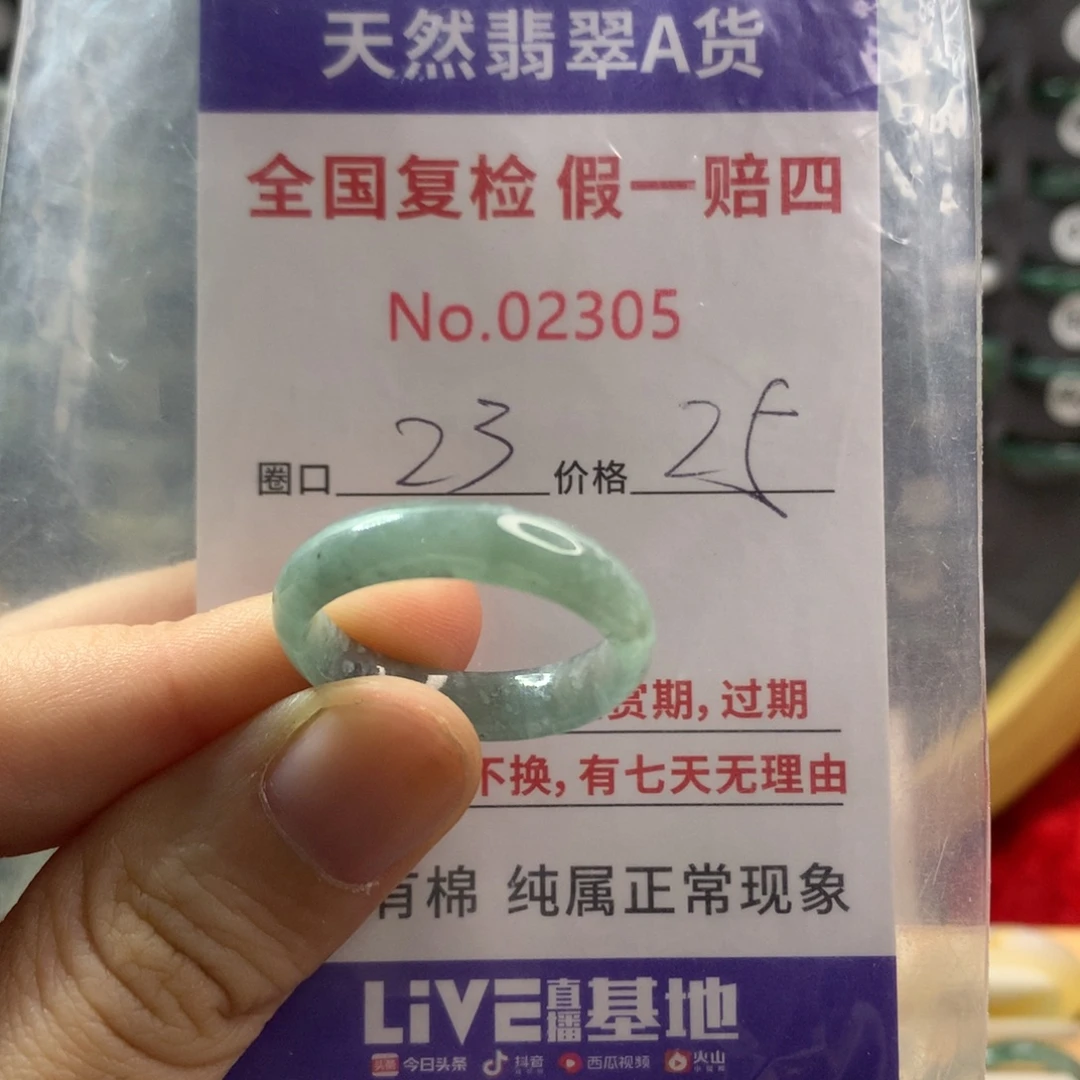 天然翡翠A货
全国复检 假一赔四
No.02305
圈口 23 价格 25
赏期，过期
不换，有七天无理由
有棉 纯属正常现象
LiVE直播基地
头条 今日头条 抖音 西瓜视频 火山